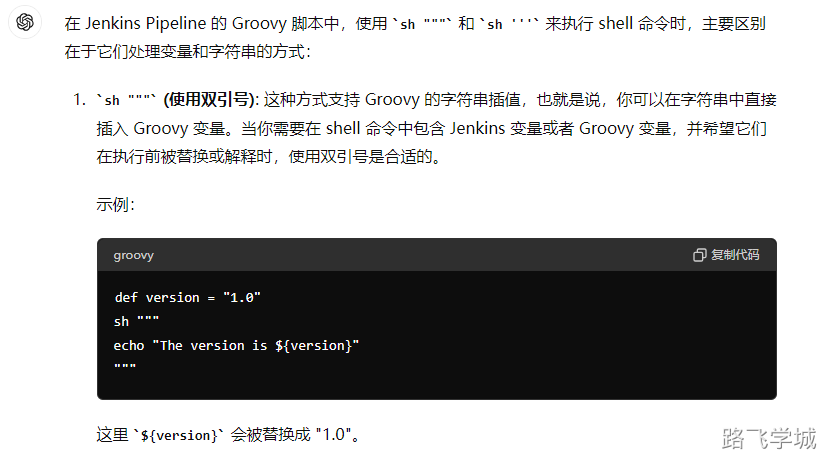 在 Jenkins Pipeline 的 Groovy 脚本中，使用 `sh """` 和 `sh '''` 来执行 shell 命令时，主要区别
在于它们处理变量和字符串的方式：
1. `sh """` (使用双引号): 这种方式支持 Groovy 的字符串插值，也就是说，你可以在字符串中直接
插入 Groovy 变量。当你需要在 shell 命令中包含 Jenkins 变量或者 Groovy 变量，并希望它们
在执行前被替换或解释时，使用双引号是合适的。
示例：
groovy 复制代码
def version = "1.0"
sh """
echo "The version is ${version}"
"""
这里 `${version}` 会被替换成 "1.0"。
路飞学城